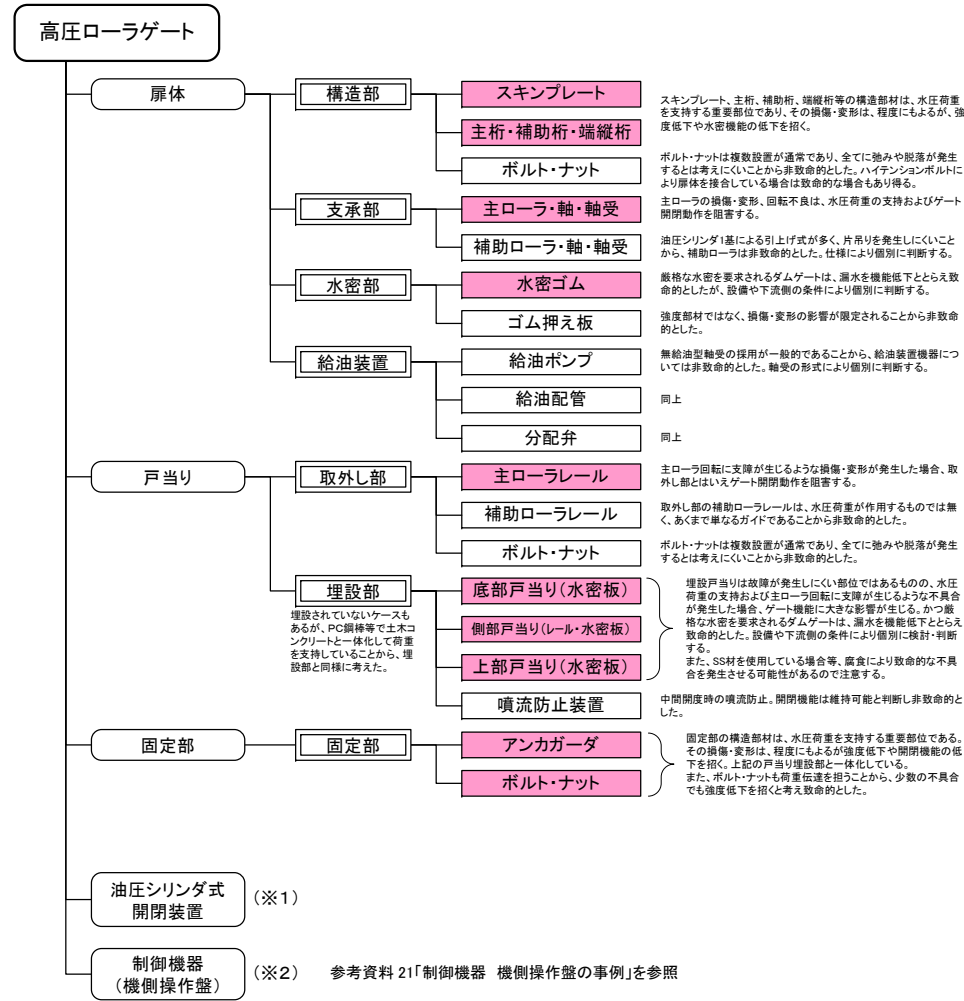 高圧ローラゲート
扉体
構造部
スキンプレート
スキンプレート、主桁、補助桁、端縦桁等の構造部材は、水圧荷重
を支持する重要部位であり、その損傷・変形は、程度にもよるが、強
度低下や水密機能の低下を招く。
主桁・補助桁・端縦桁
ボルト・ナット
ボルト・ナットは複数設置が通常であり、全てに弛みや脱落が発生
するとは考えにくいことから非致命的とした。ハイテンションボルトに
より扉体を接合している場合は致命的な場合もあり得る。
支承部
主ローラ・軸・軸受
主ローラの損傷・変形、回転不良は、水圧荷重の支持およびゲート
開閉動作を阻害する。
補助ローラ・軸・軸受
油圧シリンダ1基による引上げ式が多く、片吊りを発生しにくいこと
から、補助ローラは非致命的とした。仕様により個別に判断する。
水密部
水密ゴム
厳格な水密を要求されるダムゲートは、漏水を機能低下ととらえ致
命的としたが、設備や下流側の条件により個別に判断する。
ゴム押え板
強度部材ではなく、損傷・変形の影響が限定されることから非致命
的とした。
給油装置
給油ポンプ
無給油型軸受の採用が一般的であることから、給油装置機器につ
いては非致命的とした。軸受の形式により個別に判断する。
給油配管
同上
分配弁
同上
戸当り
取外し部
主ローラレール
主ローラ回転に支障が生じるような損傷・変形が発生した場合、取
外し部とはいえゲート開閉動作を阻害する。
補助ローラレール
取外し部の補助ローラレールは、水圧荷重が作用するものでは無
く、あくまで単なるガイドであることから非致命的とした。
ボルト・ナット
ボルト・ナットは複数設置が通常であり、全てに弛みや脱落が発生
するとは考えにくいことから非致命的とした。
埋設部
埋設されていないケースも
あるが、PC鋼棒等で土木コ
ンクリートと一体化して荷重
を支持していることから、埋
設部と同様に考えた。
底部戸当り(水密板)
側部戸当り(レール・水密板)
上部戸当り(水密板)
埋設戸当りは故障が発生しにくい部位ではあるものの、水圧
荷重の支持および主ローラ回転に支障が生じるような不具合
が発生した場合、ゲート機能に大きな影響が生じる。かつ厳
格な水密を要求されるダムゲートは、漏水を機能低下ととらえ
致命的とした。設備や下流側の条件により個別に検討・判断
する。
また、SS材を使用している場合等、腐食により致命的な不具
合を発生させる可能性があるので注意する。
噴流防止装置
中間開度時の噴流防止。開閉機能は維持可能と判断し非致命的と
した。
固定部
固定部
アンカガーダ
ボルト・ナット
固定部の構造部材は、水圧荷重を支持する重要部位である。
その損傷・変形は、程度にもよるが強度低下や開閉機能の低
下を招く。上記の戸当り埋設部と一体化している。
また、ボルト・ナットも荷重伝達を担うことから、少数の不具合
でも強度低下を招くと考え致命的とした。
油圧シリンダ式
開閉装置
(※1)
制御機器
(機側操作盤)
(※2)
参考資料 21「制御機器 機側操作盤の事例」を参照